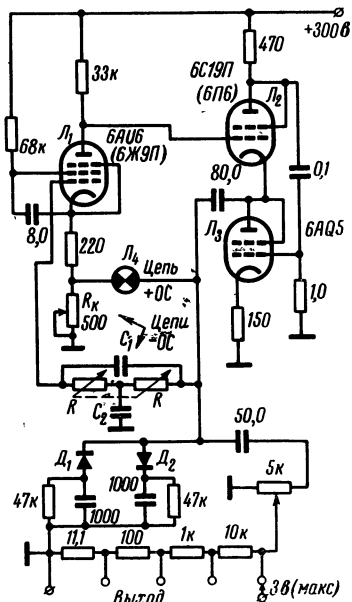 +300в
470
33к
6С19П
(6П6)
Л₂
Л₁
6AU6
(6Ж9П)
68к
80,0
0,1
8,0
Л₃
6AQ5
220
Л₄
Цепь
+ОС
Rк
500
Цепи
-ОС
150
1,0
C₁
R
C₂
R
50,0
Д₁
Д₂
5к
47к
1000
1000
47к
11,1
100
1к
10к
Выход
3в(макс)